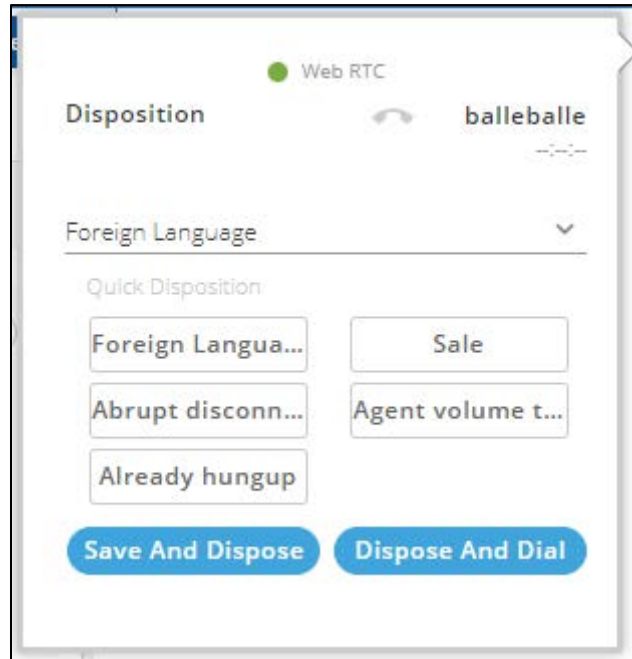 Web RTC
Disposition balleballe
--:--:--
Foreign Language
Quick Disposition
Foreign Langua... Sale
Abrupt disconn... Agent volume t...
Already hungup
Save And Dispose Dispose And Dial